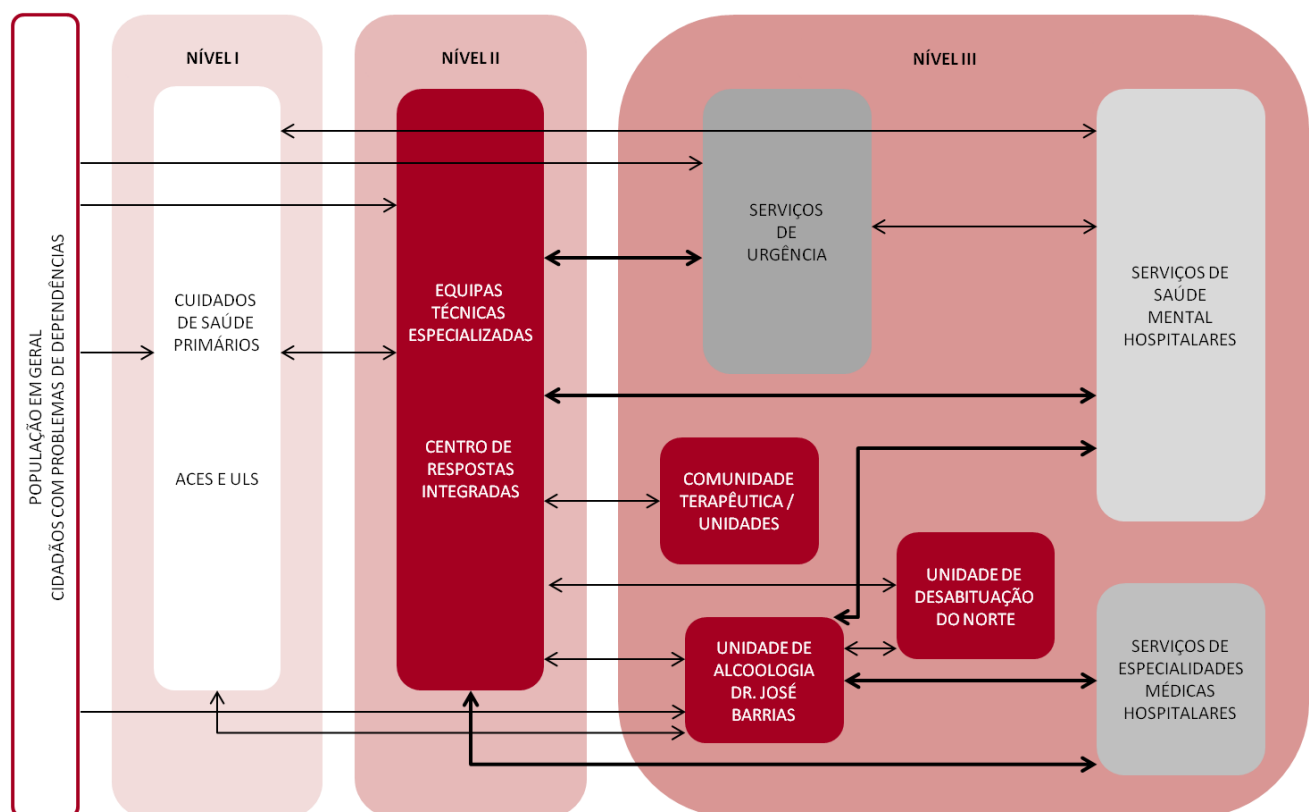 POPULAÇÃO EM GERAL
CIDADÃOS COM PROBLEMAS DE DEPENDÊNCIAS
NÍVEL I
CUIDADOS
DE SAÚDE
PRIMÁRIOS
ACES E ULS
NÍVEL II
EQUIPAS
TÉCNICAS
ESPECIALIZADAS
CENTRO DE
RESPOSTAS
INTEGRADAS
NÍVEL III
SERVIÇOS
DE
URGÊNCIA
SERVIÇOS DE
SAÚDE
MENTAL
HOSPITALARES
COMUNIDADE
TERAPÊUTICA /
UNIDADES
UNIDADE DE
DESABITUAÇÃO
DO NORTE
UNIDADE DE
ALCOOLOGIA
DR. JOSÉ
BARRIAS
SERVIÇOS DE
ESPECIALIDADES
MÉDICAS
HOSPITALARES